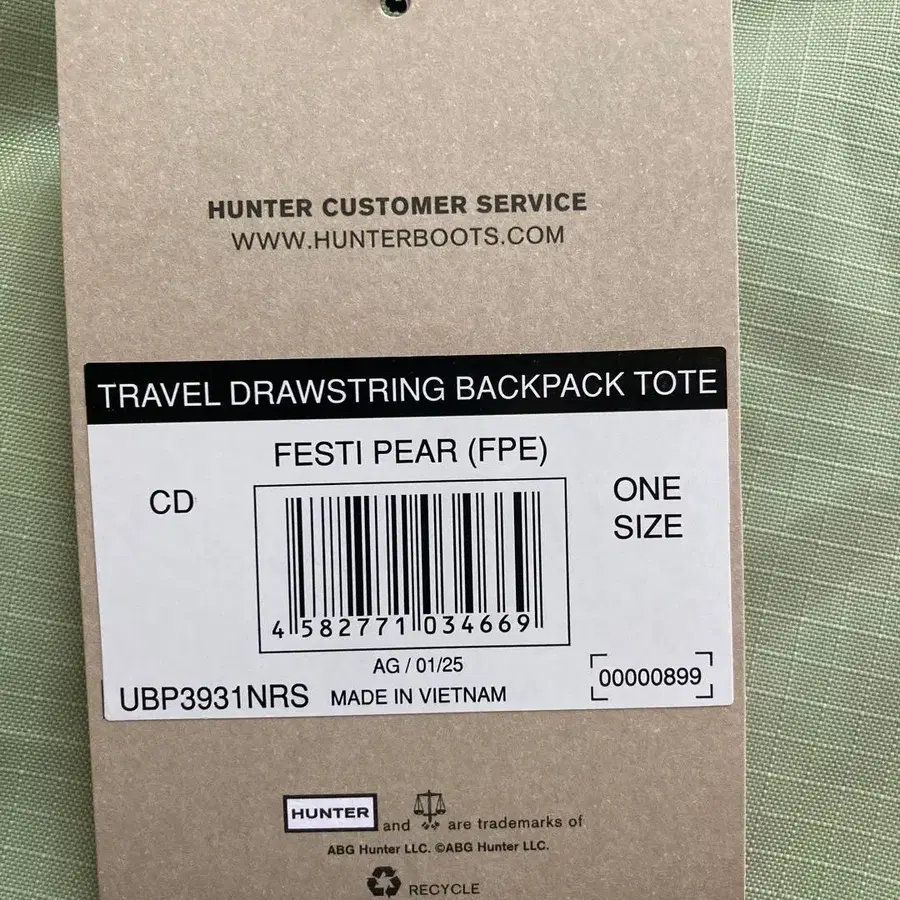 HUNTER CUSTOMER SERVICE
WWW.HUNTERBOOTS.COM
TRAVEL DRAWSTRING BACKPACK TOTE
FESTI PEAR (FPE)
CD
ONE
SIZE
4 582771 034669
AG / 01/25
UBP3931NRS MADE IN VIETNAM
00000899
HUNTER and are trademarks of
ABG Hunter LLC. ©ABG Hunter LLC.
RECYCLE